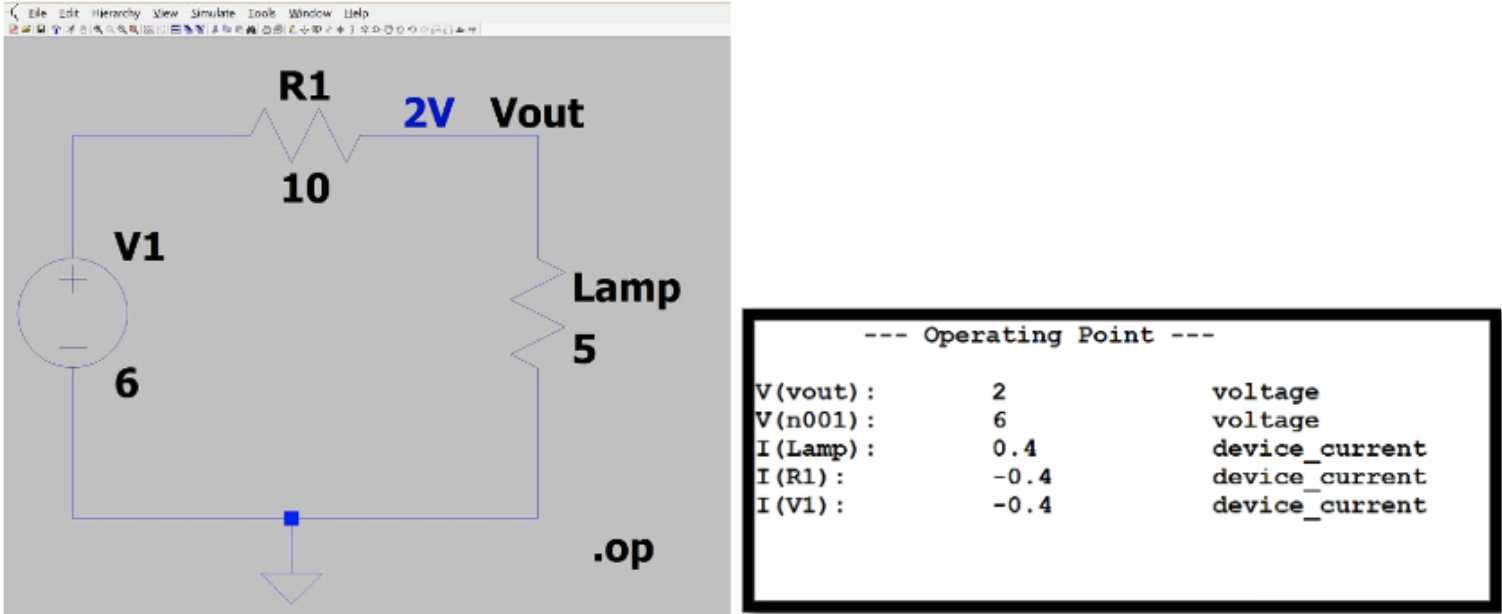 File Edit Hierarchy View Simulate Tools Window Help
R1
2V Vout
10
V1
Lamp
5
6
.op
--- Operating Point ---
V(vout): 2 voltage
V(n001): 6 voltage
I(Lamp): 0.4 device_current
I(R1): -0.4 device_current
I(V1): -0.4 device_current